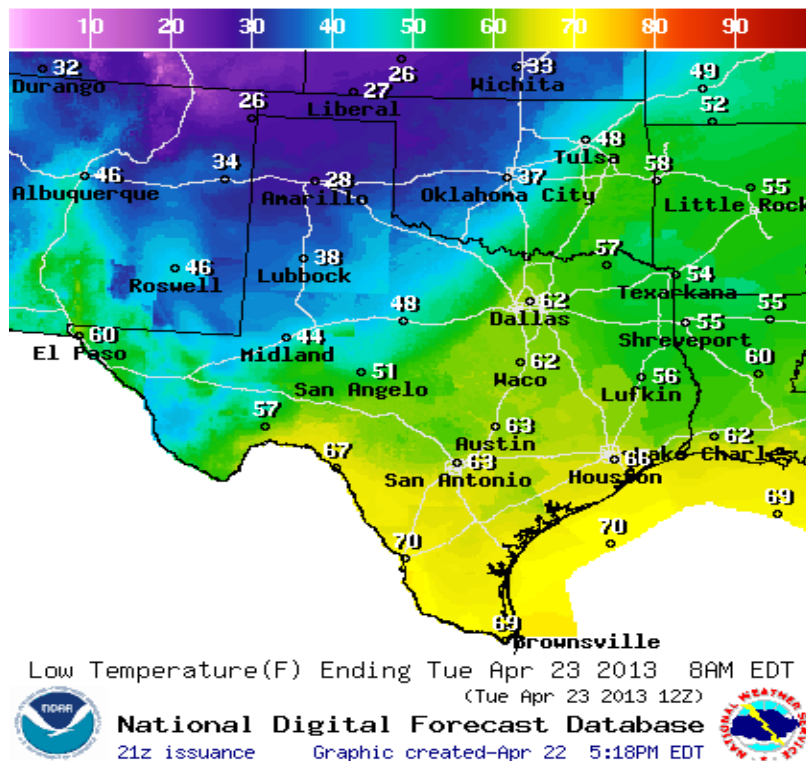 10 20 30 40 50 60 70 80 90
32 26 33 49
Durango 27 Wichita
26 Liberal 52
48
Tulsa
46 34 28 37 58 55
Albuquerque Amarillo Oklahoma City Little Rock
46 38 57
Roswell Lubbock 54
Texarkana
48 62 55
Dallas 55
60 44 Shreveport
El Paso Midland
51 62 56 60
San Angelo Waco Lufkin
57 63 62
Austin Lake Charles
67 63 68
San Antonio Houston
69
70 70
69
Brownsville
Low Temperature(F) Ending Tue Apr 23 2013 8AM EDT
(Tue Apr 23 2013 12Z)
NOAA
National Digital Forecast Database
21z issuance Graphic created-Apr 22 5:18PM EDT
NATIONAL WEATHER SERVICE